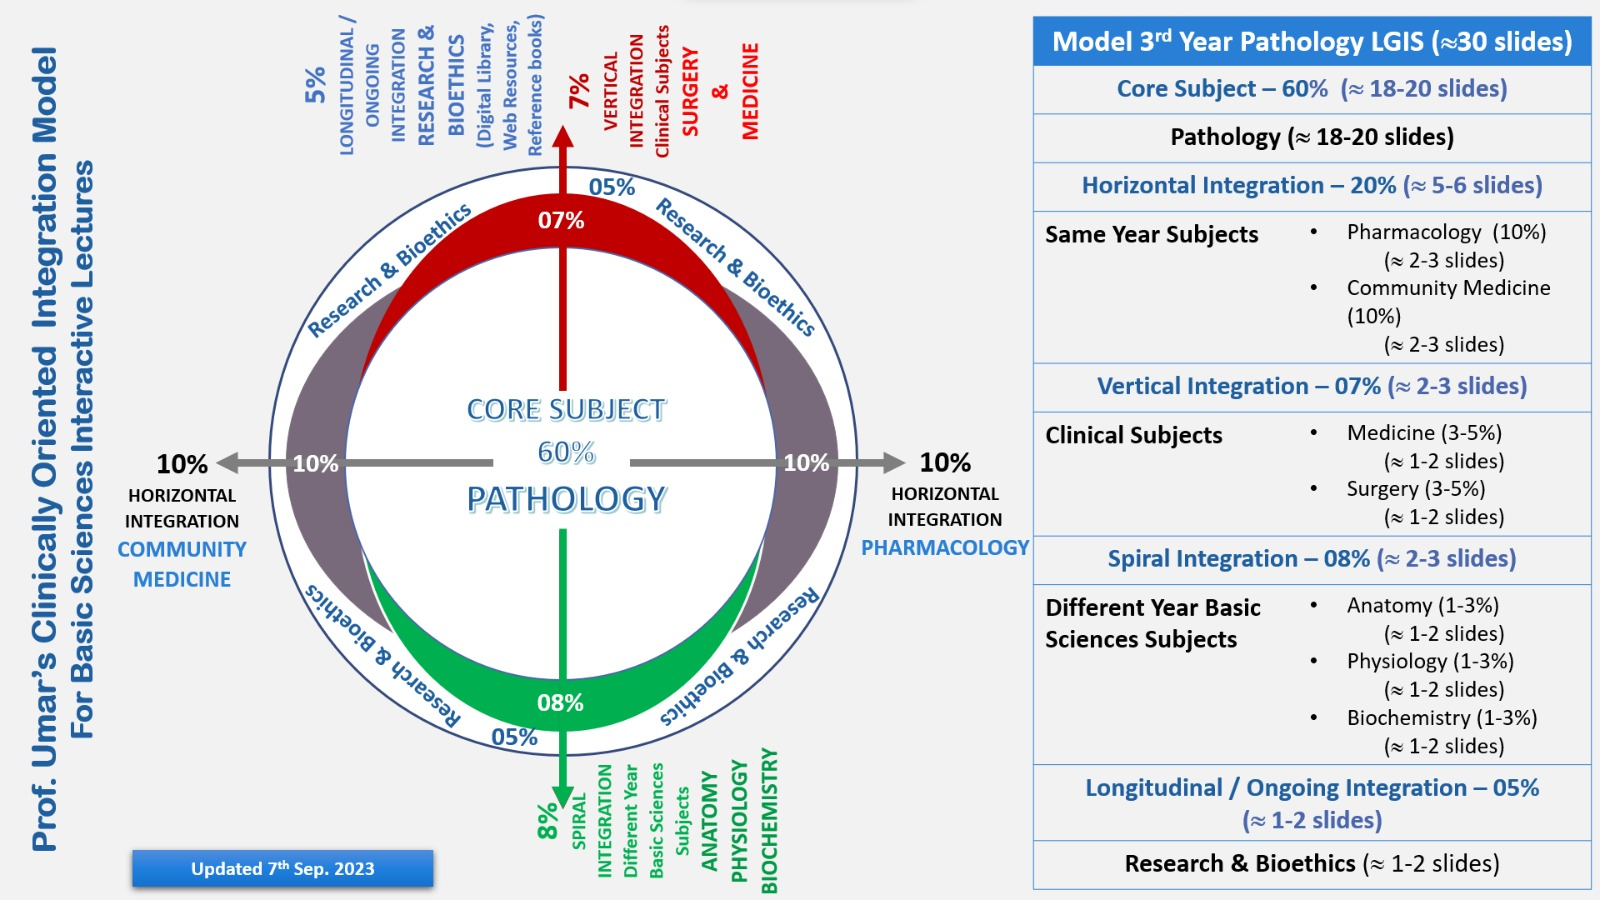 Prof. Umar's Clinically Oriented Integration Model
For Basic Sciences Interactive Lectures
5%
LONGITUDINAL /
ONGOING
INTEGRATION
RESEARCH &
BIOETHICS
(Digital Library,
Web Resources,
Reference books)
7%
VERTICAL
INTEGRATION
Clinical Subjects
SURGERY
&
MEDICINE
05%
07%
Research & Bioethics
Research & Bioethics
CORE SUBJECT
60%
PATHOLOGY
10%
10%
HORIZONTAL
INTEGRATION
COMMUNITY
MEDICINE
10%
10%
HORIZONTAL
INTEGRATION
PHARMACOLOGY
Research & Bioethics
Research & Bioethics
08%
05%
8%
SPIRAL
INTEGRATION
Different Year
Basic Sciences
Subjects
ANATOMY
PHYSIOLOGY
BIOCHEMISTRY
Updated 7th Sep. 2023
Model 3rd Year Pathology LGIS (≈30 slides)
Core Subject – 60% (≈ 18-20 slides)
Pathology (≈ 18-20 slides)
Horizontal Integration – 20% (≈ 5-6 slides)
Same Year Subjects
• Pharmacology (10%)
(≈ 2-3 slides)
• Community Medicine
(10%)
(≈ 2-3 slides)
Vertical Integration – 07% (≈ 2-3 slides)
Clinical Subjects
• Medicine (3-5%)
(≈ 1-2 slides)
• Surgery (3-5%)
(≈ 1-2 slides)
Spiral Integration – 08% (≈ 2-3 slides)
Different Year Basic
Sciences Subjects
• Anatomy (1-3%)
(≈ 1-2 slides)
• Physiology (1-3%)
(≈ 1-2 slides)
• Biochemistry (1-3%)
(≈ 1-2 slides)
Longitudinal / Ongoing Integration – 05%
(≈ 1-2 slides)
Research & Bioethics (≈ 1-2 slides)